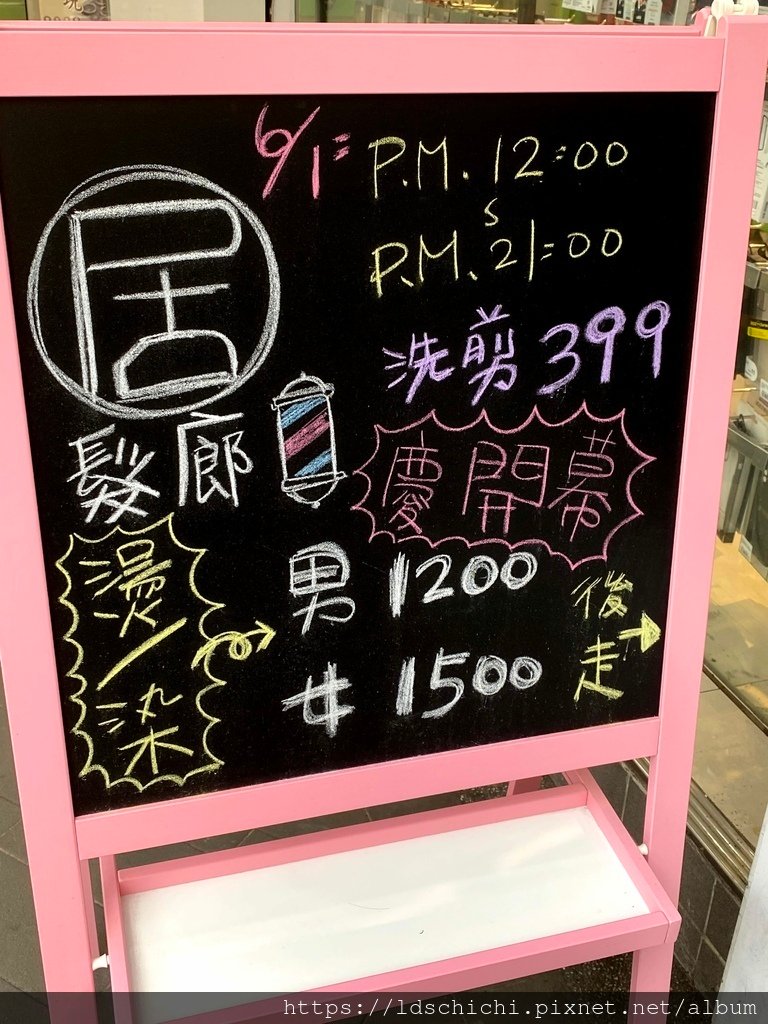 居
髮廊
6/1:
P.M. 12:00
S
P.M. 21:00
洗剪 399
慶開幕
燙/染
男 1200 後走
女 1500
https://ldschichi.pixnet.net/album